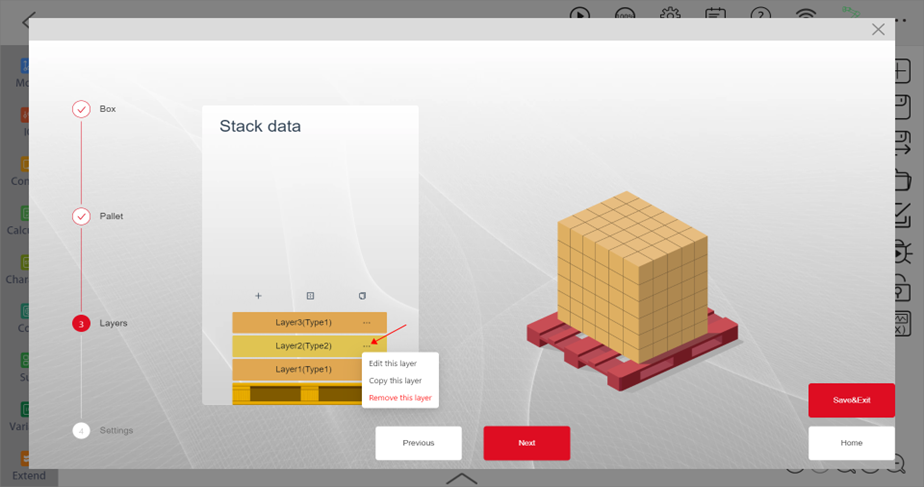 100%
Box
Stack data
Pallet
3
Layers
Layer3(Type1)
Layer2(Type2)
Layer1(Type1)
Edit this layer
Copy this layer
Remove this layer
4
Settings
Previous
Next
Save&Exit
Home
Extend